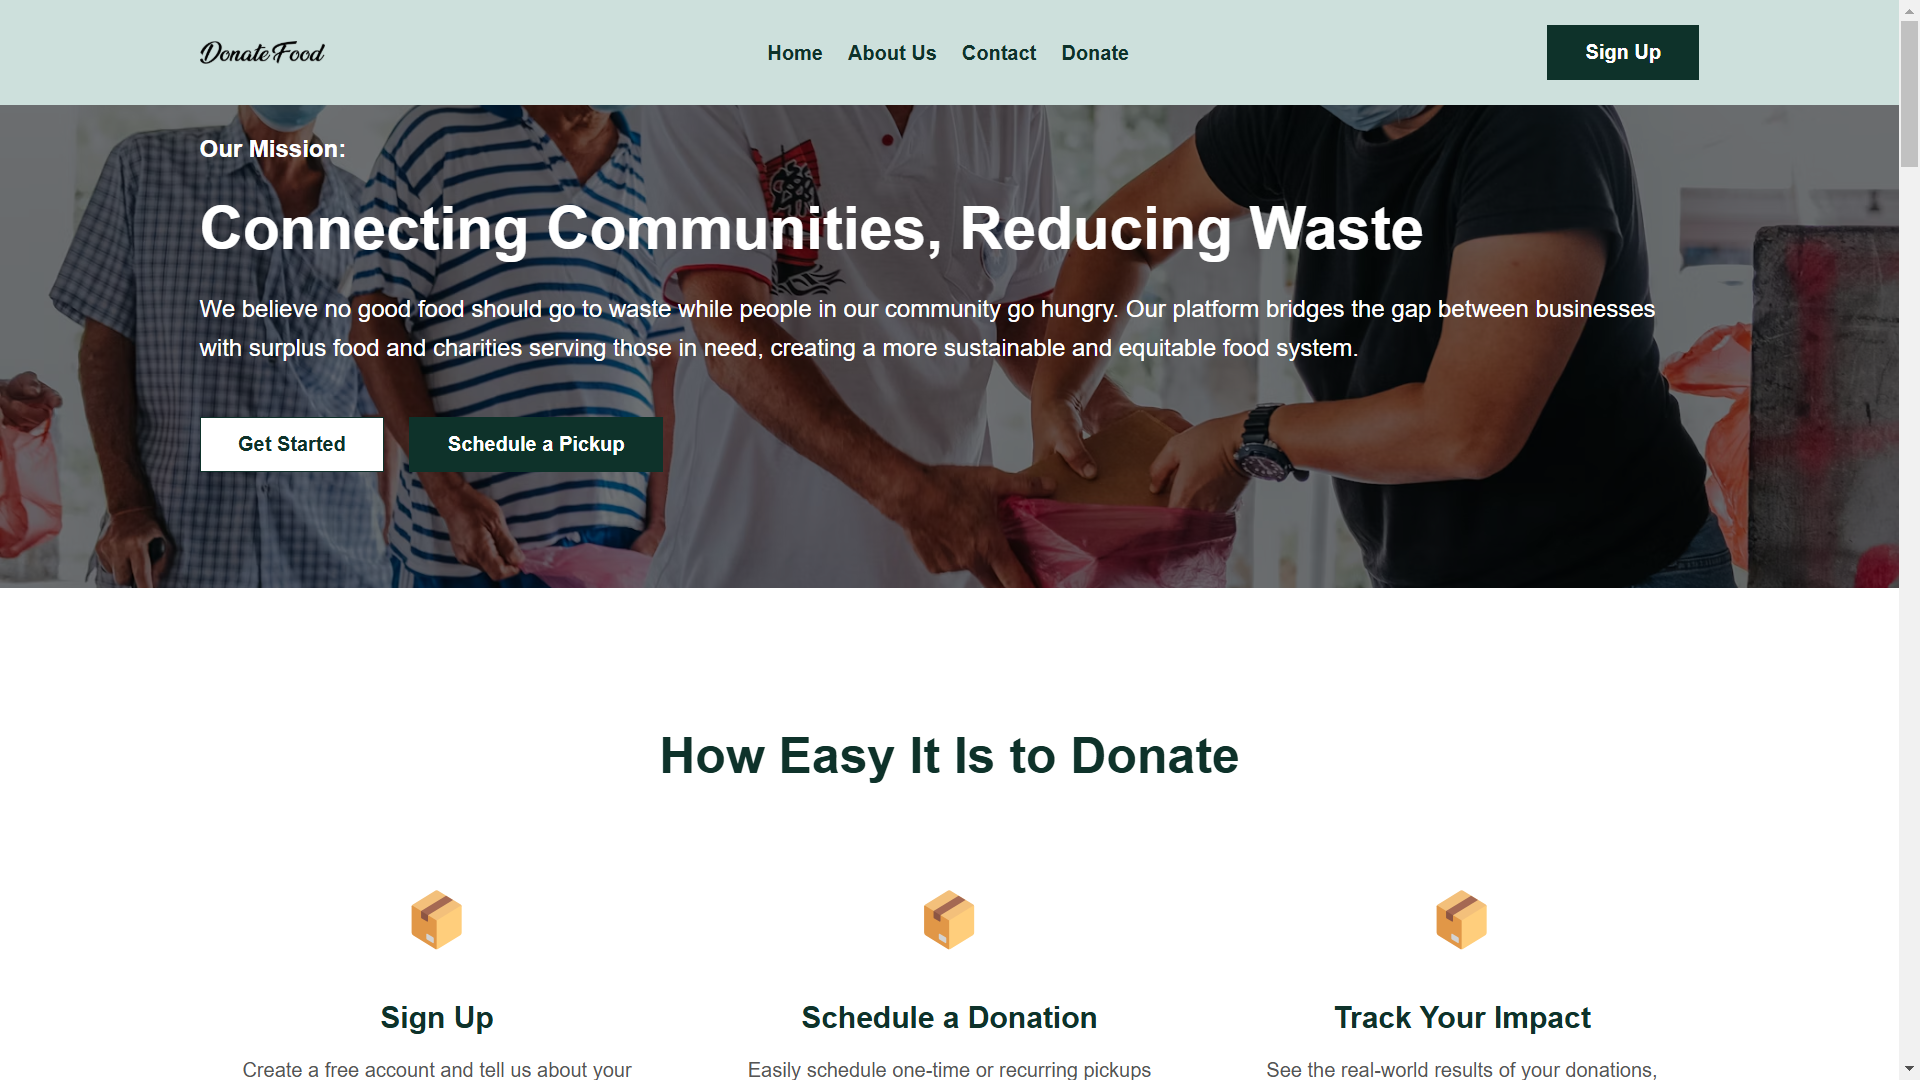 Donate Food
Home
About Us
Contact
Donate
Sign Up
Our Mission:
Connecting Communities, Reducing Waste
We believe no good food should go to waste while people in our community go hungry. Our platform bridges the gap between businesses
with surplus food and charities serving those in need, creating a more sustainable and equitable food system.
Get Started
Schedule a Pickup
How Easy It Is to Donate
Sign Up
Schedule a Donation
Track Your Impact
Create a free account and tell us about your
Easily schedule one-time or recurring pickups
See the real-world results of your donations,